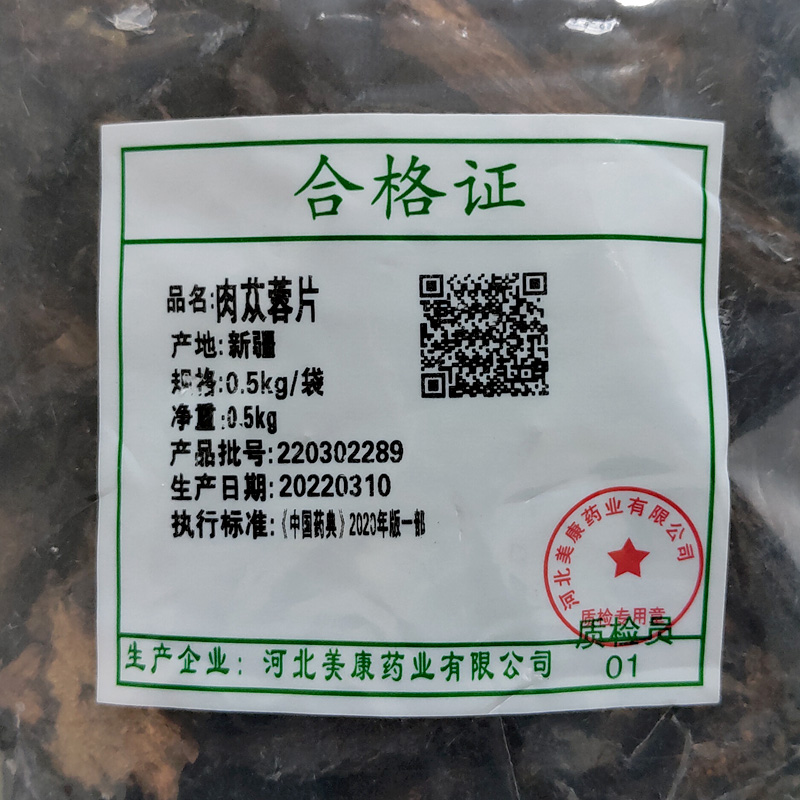 合格证
品名:肉苁蓉片
产地:新疆
规格:0.5kg/袋
净重:0.5kg
产品批号:220302289
生产日期:20220310
执行标准:《中国药典》2020年版一部
河北美康药业有限公司
质检专用章
质检员
01
生产企业：河北美康药业有限公司